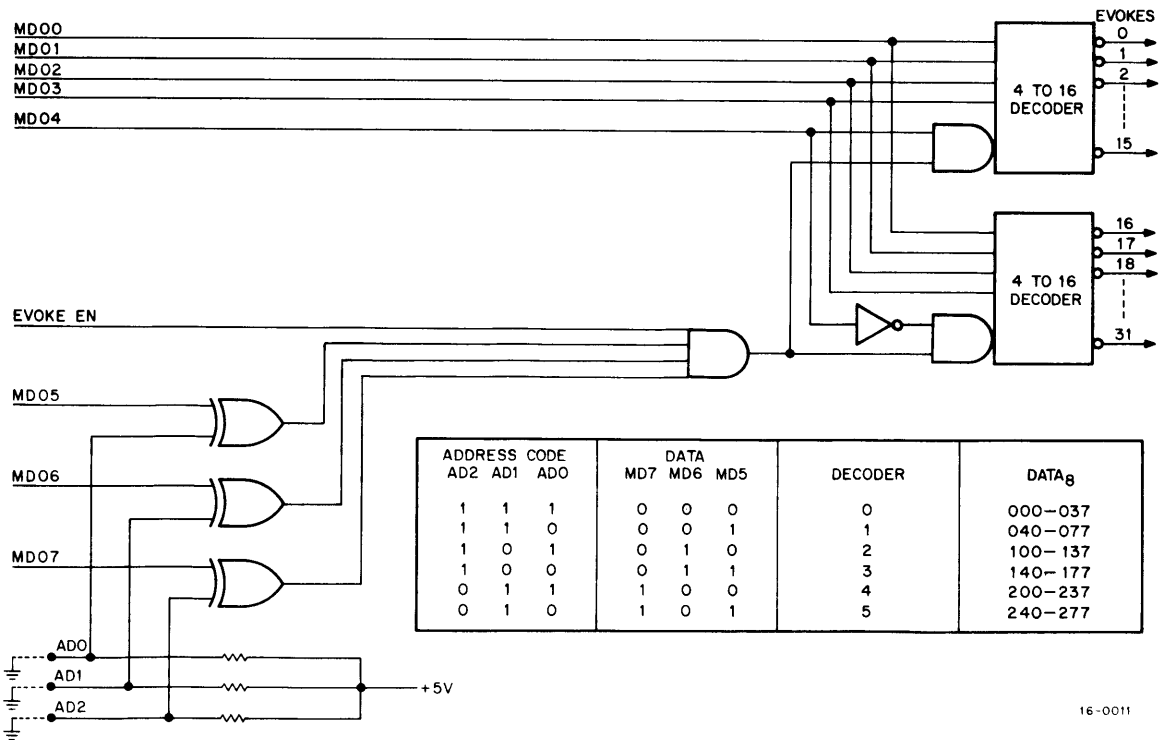 EVOKES
MD00
MD01
MD02
MD03
MD04
0
1
2
15
4 TO 16
DECODER
16
17
18
31
4 TO 16
DECODER
EVOKE EN
MD05
MD06
MD07
AD0
AD1
AD2
+5V
ADDRESS CODE DATA DECODER DATA8
AD2 AD1 AD0 MD7 MD6 MD5
1 1 1 0 0 0 0 000-037
1 1 0 0 0 1 1 040-077
1 0 1 0 1 0 2 100-137
1 0 0 0 1 1 3 140-177
0 1 1 1 0 0 4 200-237
0 1 0 1 0 1 5 240-277
16-0011